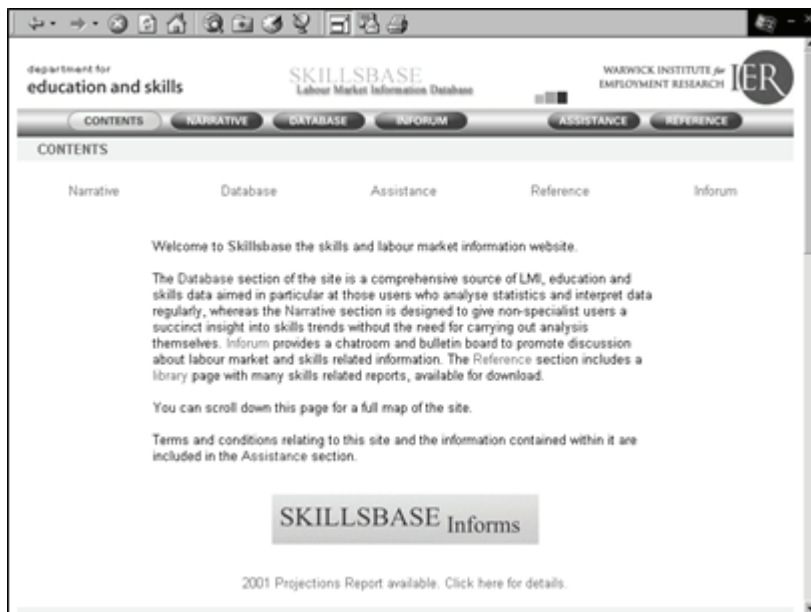 department for
education and skills
SKILLSBASE
Labour Market Information Database
WARWICK INSTITUTE for
EMPLOYMENT RESEARCH
IER
CONTENTS NARRATIVE DATABASE INFORUM ASSISTANCE REFERENCE
CONTENTS
Narrative Database Assistance Reference Inforum
Welcome to Skillsbase the skills and labour market information website.
The Database section of the site is a comprehensive source of LMI, education and
skills data aimed in particular at those users who analyse statistics and interpret data
regularly, whereas the Narrative section is designed to give non-specialist users a
succinct insight into skills trends without the need for carrying out analysis
themselves. Inforum provides a chatroom and bulletin board to promote discussion
about labour market and skills related information. The Reference section includes a
library page with many skills related reports, available for download.
You can scroll down this page for a full map of the site.
Terms and conditions relating to this site and the information contained within it are
included in the Assistance section.
SKILLSBASE Informs
2001 Projections Report available. Click here for details.